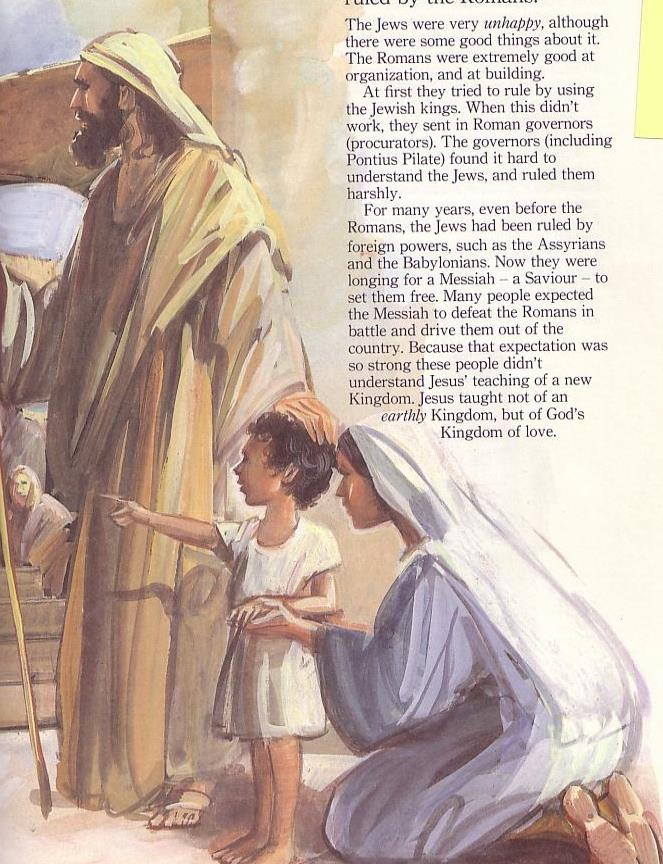 ruled by the Romans.
The Jews were very unhappy, although
there were some good things about it.
The Romans were extremely good at
organization, and at building.
At first they tried to rule by using
the Jewish kings. When this didn't
work, they sent in Roman governors
(procurators). The governors (including
Pontius Pilate) found it hard to
understand the Jews, and ruled them
harshly.
For many years, even before the
Romans, the Jews had been ruled by
foreign powers, such as the Assyrians
and the Babylonians. Now they were
longing for a Messiah – a Saviour – to
set them free. Many people expected
the Messiah to defeat the Romans in
battle and drive them out of the
country. Because that expectation was
so strong these people didn't
understand Jesus' teaching of a new
Kingdom. Jesus taught not of an
earthly Kingdom, but of God's
Kingdom of love.